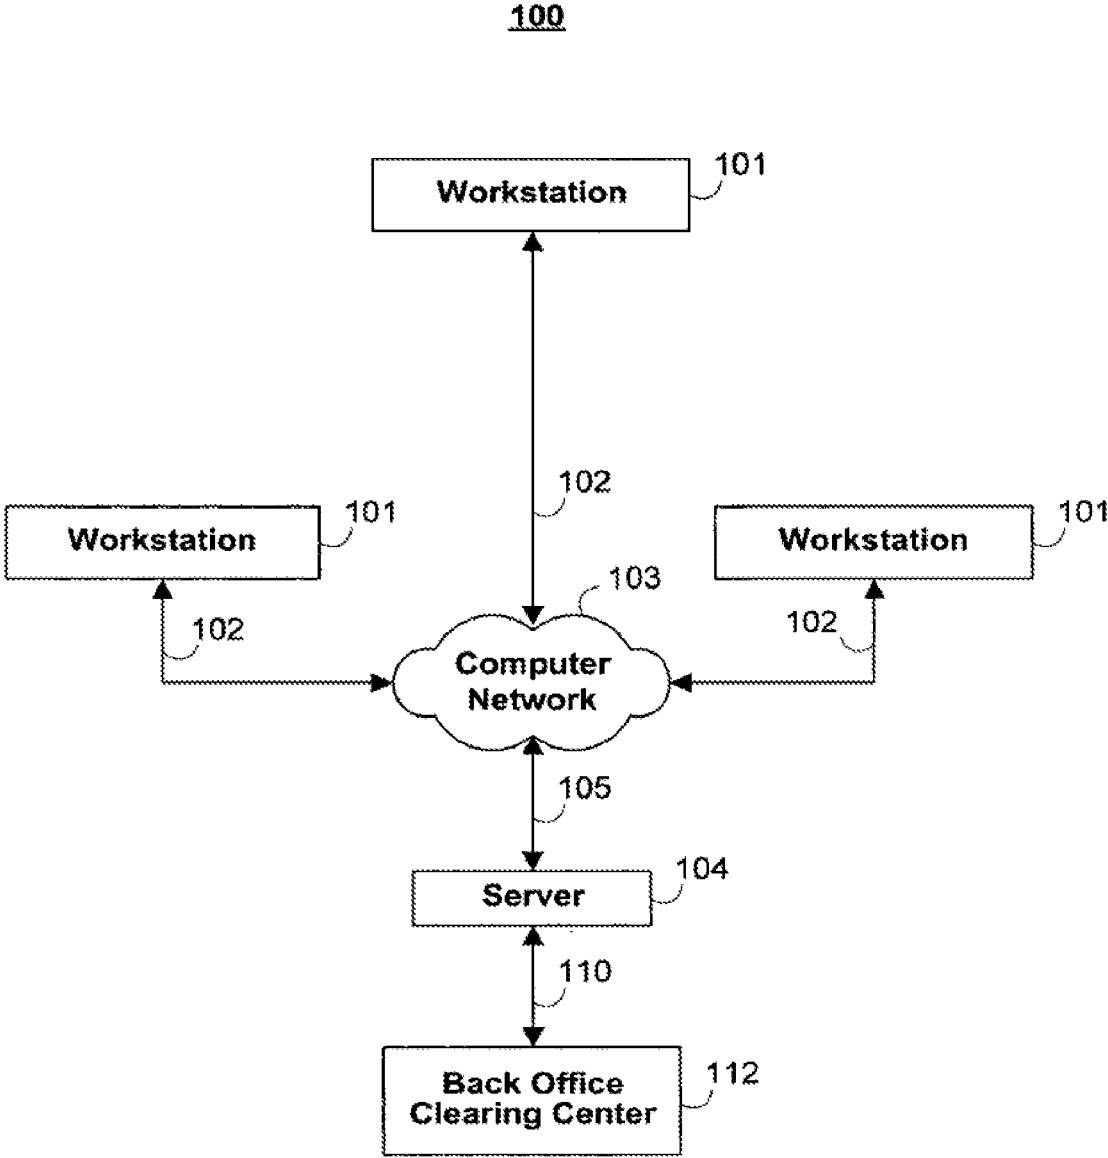 100
Workstation
101
102
Workstation
101
Workstation
101
103
102
102
Computer
Network
105
Server
104
110
Back Office
Clearing Center
112